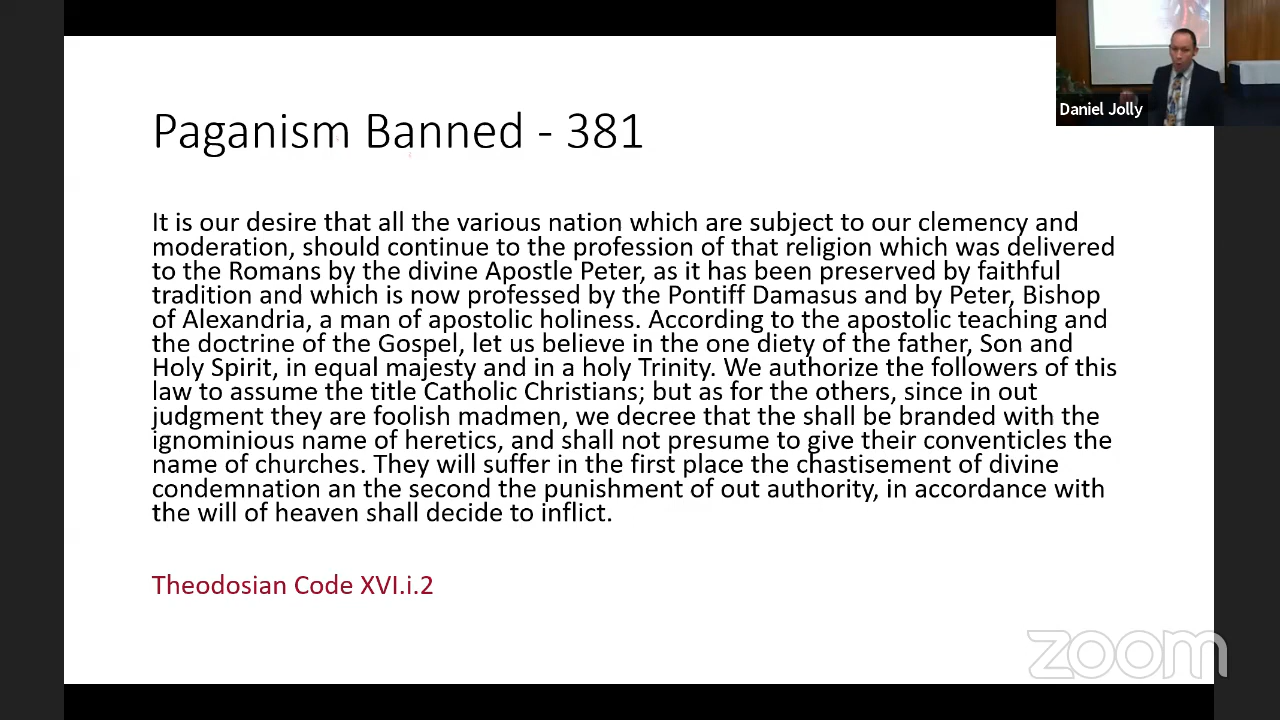 Daniel Jolly
Paganism Banned - 381
It is our desire that all the various nation which are subject to our clemency and
moderation, should continue to the profession of that religion which was delivered
to the Romans by the divine Apostle Peter, as it has been preserved by faithful
tradition and which is now professed by the Pontiff Damasus and by Peter, Bishop
of Alexandria, a man of apostolic holiness. According to the apostolic teaching and
the doctrine of the Gospel, let us believe in the one diety of the father, Son and
Holy Spirit, in equal majesty and in a holy Trinity. We authorize the followers of this
law to assume the title Catholic Christians; but as for the others, since in out
judgment they are foolish madmen, we decree that the shall be branded with the
ignominious name of heretics, and shall not presume to give their conventicles the
name of churches. They will suffer in the first place the chastisement of divine
condemnation an the second the punishment of out authority, in accordance with
the will of heaven shall decide to inflict.
Theodosian Code XVI.i.2
zoom